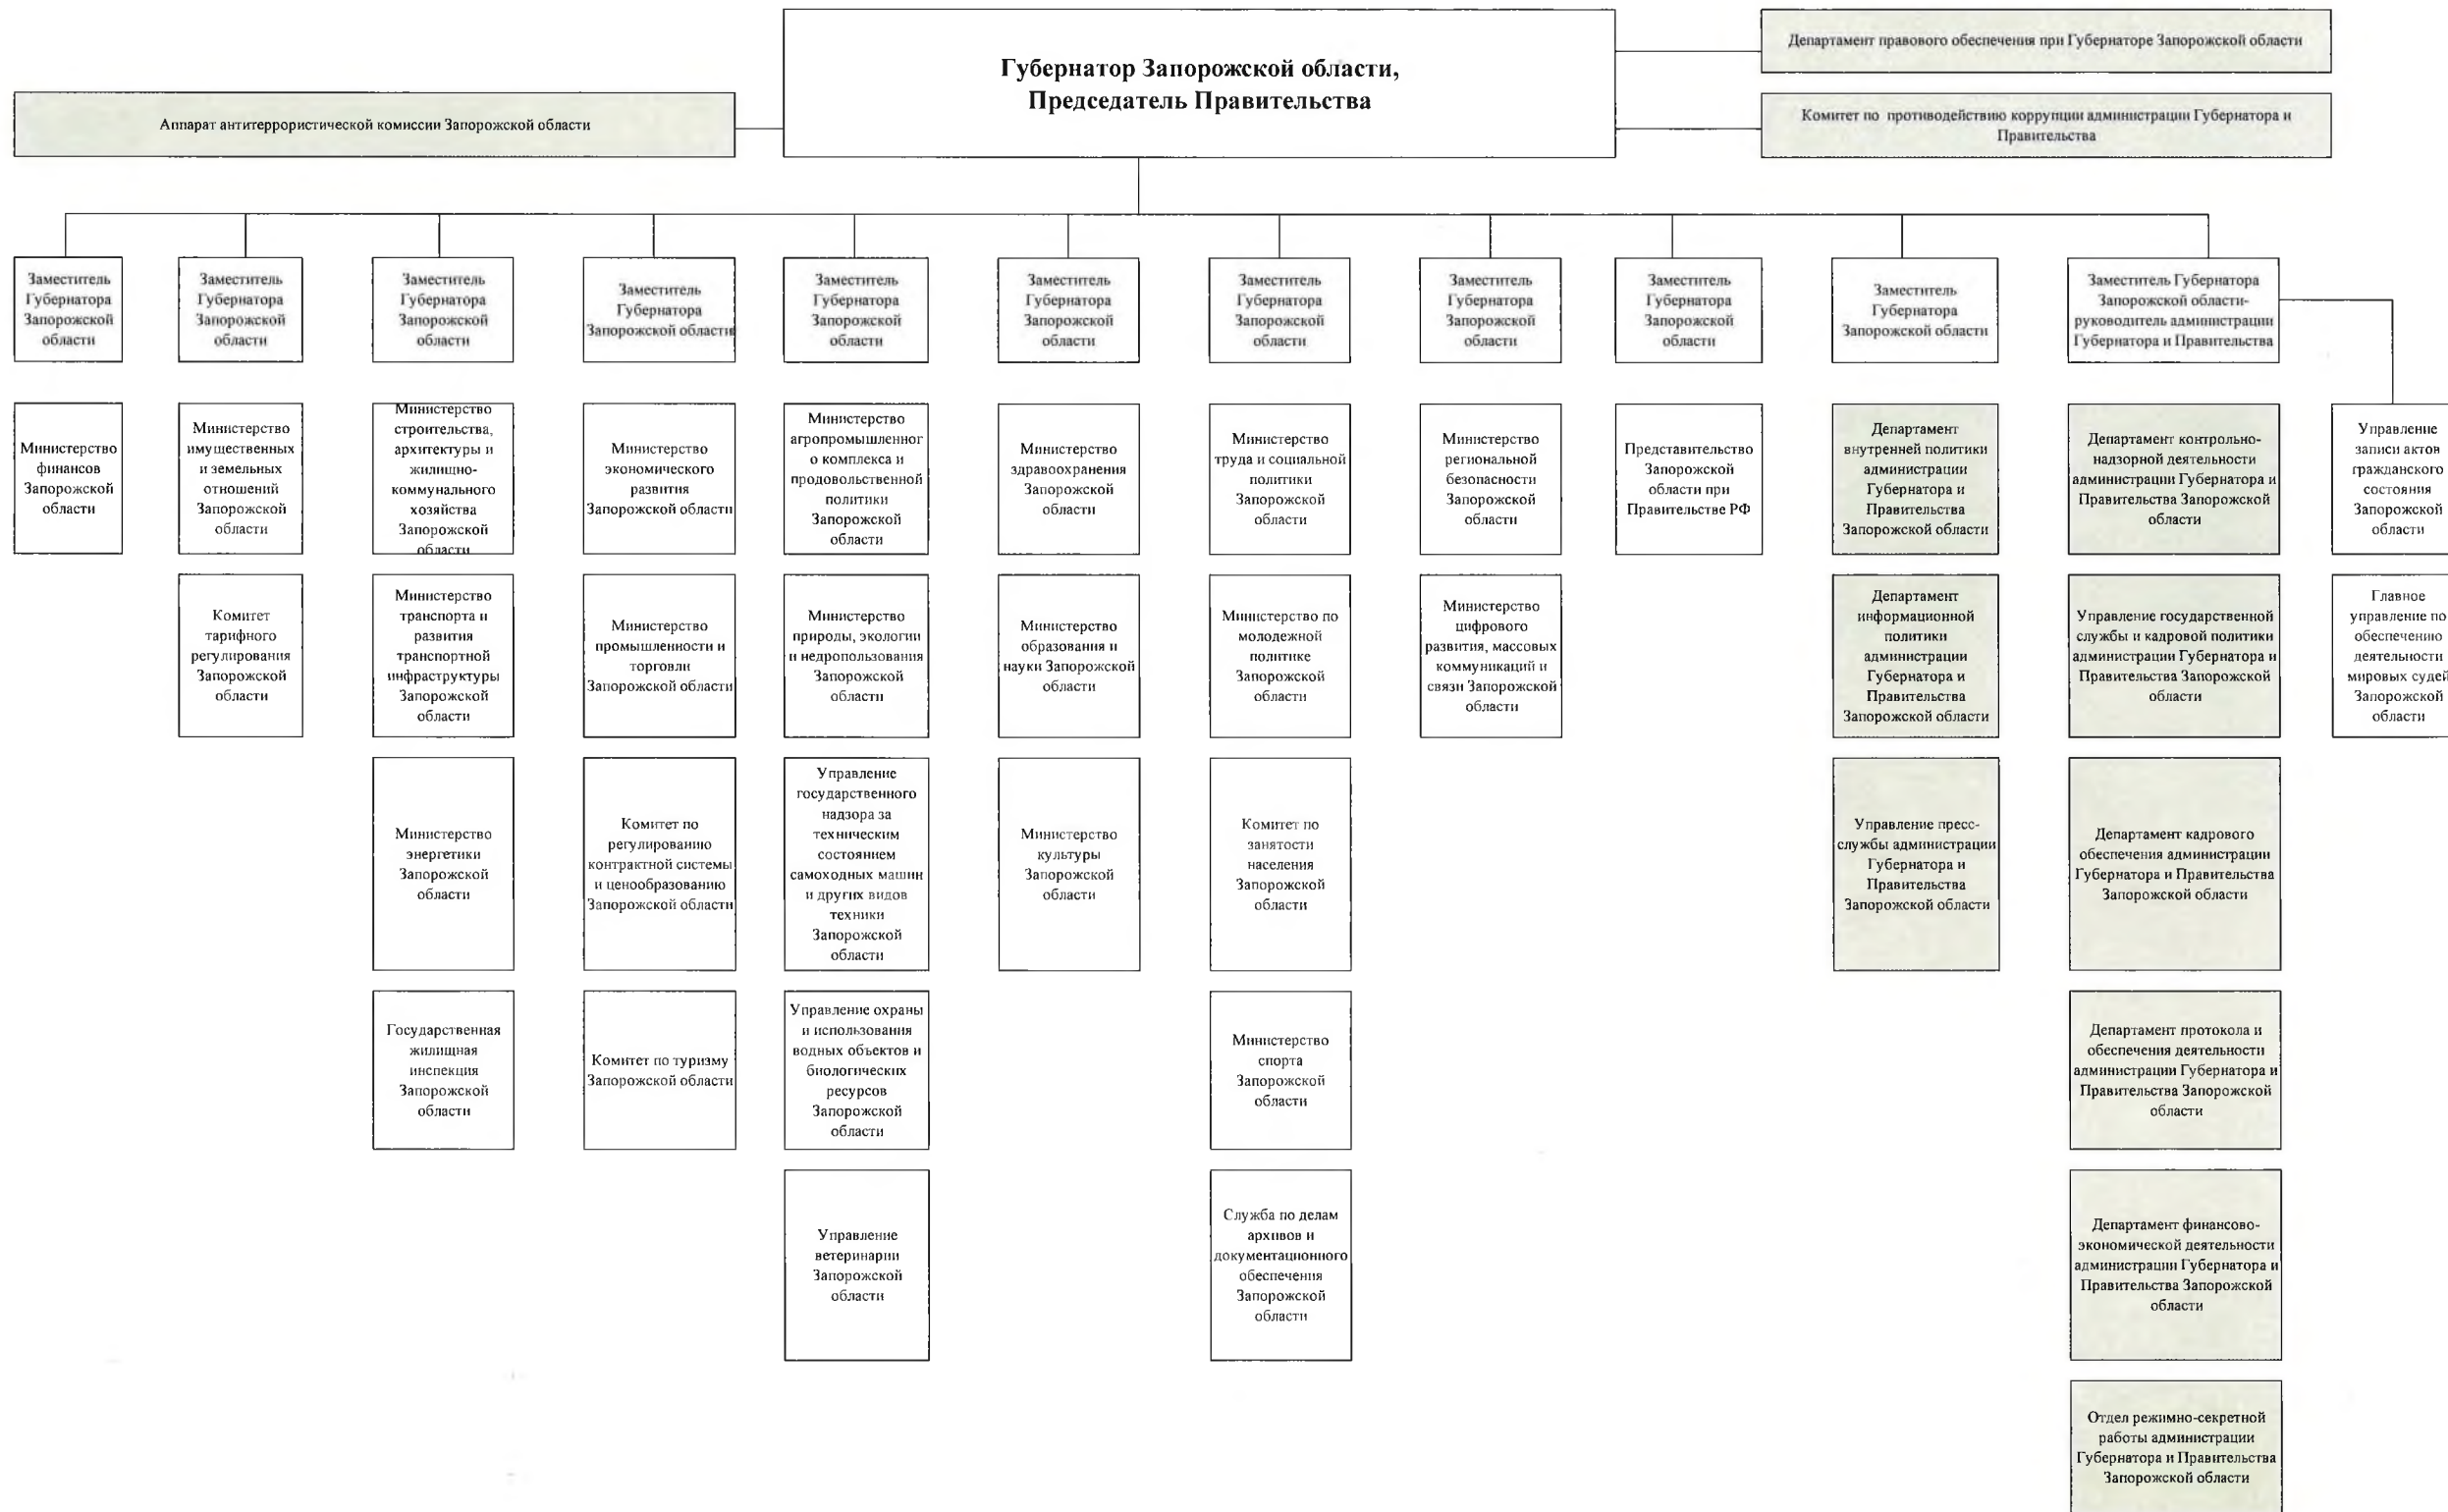 Губернатор Запорожской области,
Председатель Правительства
Департамент правового обеспечения при Губернаторе Запорожской области
Аппарат антитеррористической комиссии Запорожской области
Комитет по противодействию коррупции администрации Губернатора и
Правительства
Заместитель
Губернатора
Запорожской
области
Заместитель
Губернатора
Запорожской
области
Заместитель
Губернатора
Запорожской
области
Заместитель
Губернатора
Запорожской области
Заместитель
Губернатора
Запорожской
области
Заместитель
Губернатора
Запорожской
области
Заместитель
Губернатора
Запорожской
области
Заместитель
Губернатора
Запорожской
области
Заместитель
Губернатора
Запорожской
области
Заместитель
Губернатора
Запорожской области
Заместитель Губернатора
Запорожской области-
руководитель администрации
Губернатора и Правительства
Министерство
финансов
Запорожской
области
Министерство
имущественных
и земельных
отношений
Запорожской
области
Министерство
строительства,
архитектуры и
жилищно-
коммунального
хозяйства
Запорожской
области
Министерство
экономического
развития
Запорожской области
Министерство
агропромышленног
о комплекса и
продовольственной
политики
Запорожской
области
Министерство
здравоохранения
Запорожской
области
Министерство
труда и социальной
политики
Запорожской
области
Министерство
региональной
безопасности
Запорожской
области
Представительство
Запорожской
области при
Правительстве РФ
Департамент
внутренней политики
администрации
Губернатора и
Правительства
Запорожской области
Департамент контрольно-
надзорной деятельности
администрации Губернатора и
Правительства Запорожской
области
Управление
записи актов
гражданского
состояния
Запорожской
области
Комитет
тарифного
регулирования
Запорожской
области
Министерство
транспорта и
развития
транспортной
инфраструктуры
Запорожской
области
Министерство
промышленности и
торговли
Запорожской области
Министерство
природы, экологии
и недропользования
Запорожской
области
Министерство
образования и
науки Запорожской
области
Министерство по
молодежной
политике
Запорожской
области
Министерство
цифрового
развития, массовых
коммуникаций и
связи Запорожской
области
Департамент
информационной
политики
администрации
Губернатора и
Правительства
Запорожской области
Управление государственной
службы и кадровой политики
администрации Губернатора и
Правительства Запорожской
области
Главное
управление по
обеспечению
деятельности
мировых судей
Запорожской
области
Министерство
энергетики
Запорожской
области
Комитет по
регулированию
контрактной системы
и ценообразованию
Запорожской области
Управление
государственного
надзора за
техническим
состоянием
самоходных машин
и других видов
техники
Запорожской
области
Министерство
культуры
Запорожской
области
Комитет по
занятости
населения
Запорожской
области
Управление пресс-
службы администрации
Губернатора и
Правительства
Запорожской области
Департамент кадрового
обеспечения администрации
Губернатора и Правительства
Запорожской области
Государственная
жилищная
инспекция
Запорожской
области
Комитет по туризму
Запорожской области
Управление охраны
и использования
водных объектов и
биологических
ресурсов
Запорожской
области
Министерство
спорта
Запорожской
области
Департамент протокола и
обеспечения деятельности
администрации Губернатора и
Правительства Запорожской
области
Управление
ветеринарии
Запорожской
области
Служба по делам
архивов и
документационного
обеспечения
Запорожской
области
Департамент финансово-
экономической деятельности
администрации Губернатора и
Правительства Запорожской
области
Отдел режимно-секретной
работы администрации
Губернатора и Правительства
Запорожской области